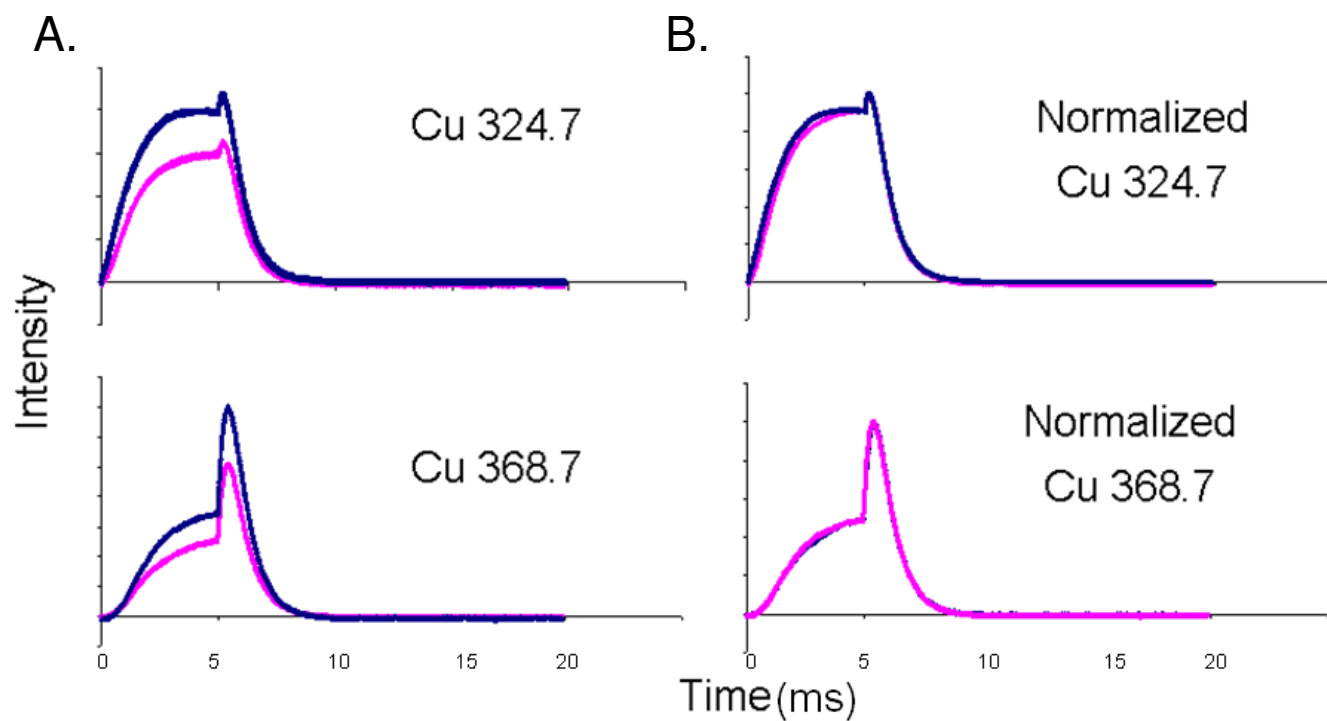 A.
B.
Cu 324.7
Normalized
Cu 324.7
Intensity
Cu 368.7
Normalized
Cu 368.7
0 5 10 15 20
0 5 10 15 20
Time (ms)